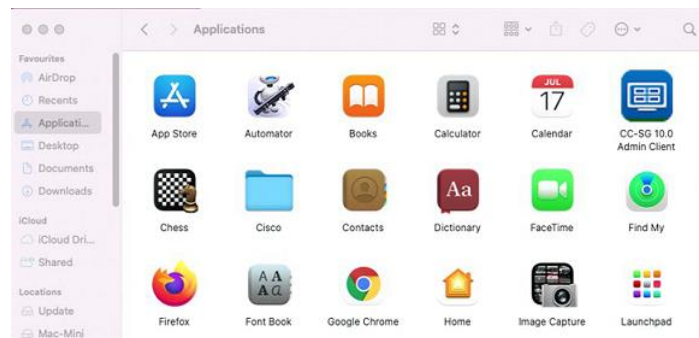 Applications
Favourites
AirDrop
Recents
Applicati...
Desktop
Documents
Downloads
iCloud
iCloud Dri...
Shared
Locations
Update
Mac-Mini
JUL
17
App Store
Automator
Books
Calculator
Calendar
CC-SG 10.0
Admin Client
Aa
Chess
Cisco
Contacts
Dictionary
FaceTime
Find My
A A
A a
Firefox
Font Book
Google Chrome
Home
Image Capture
Launchpad